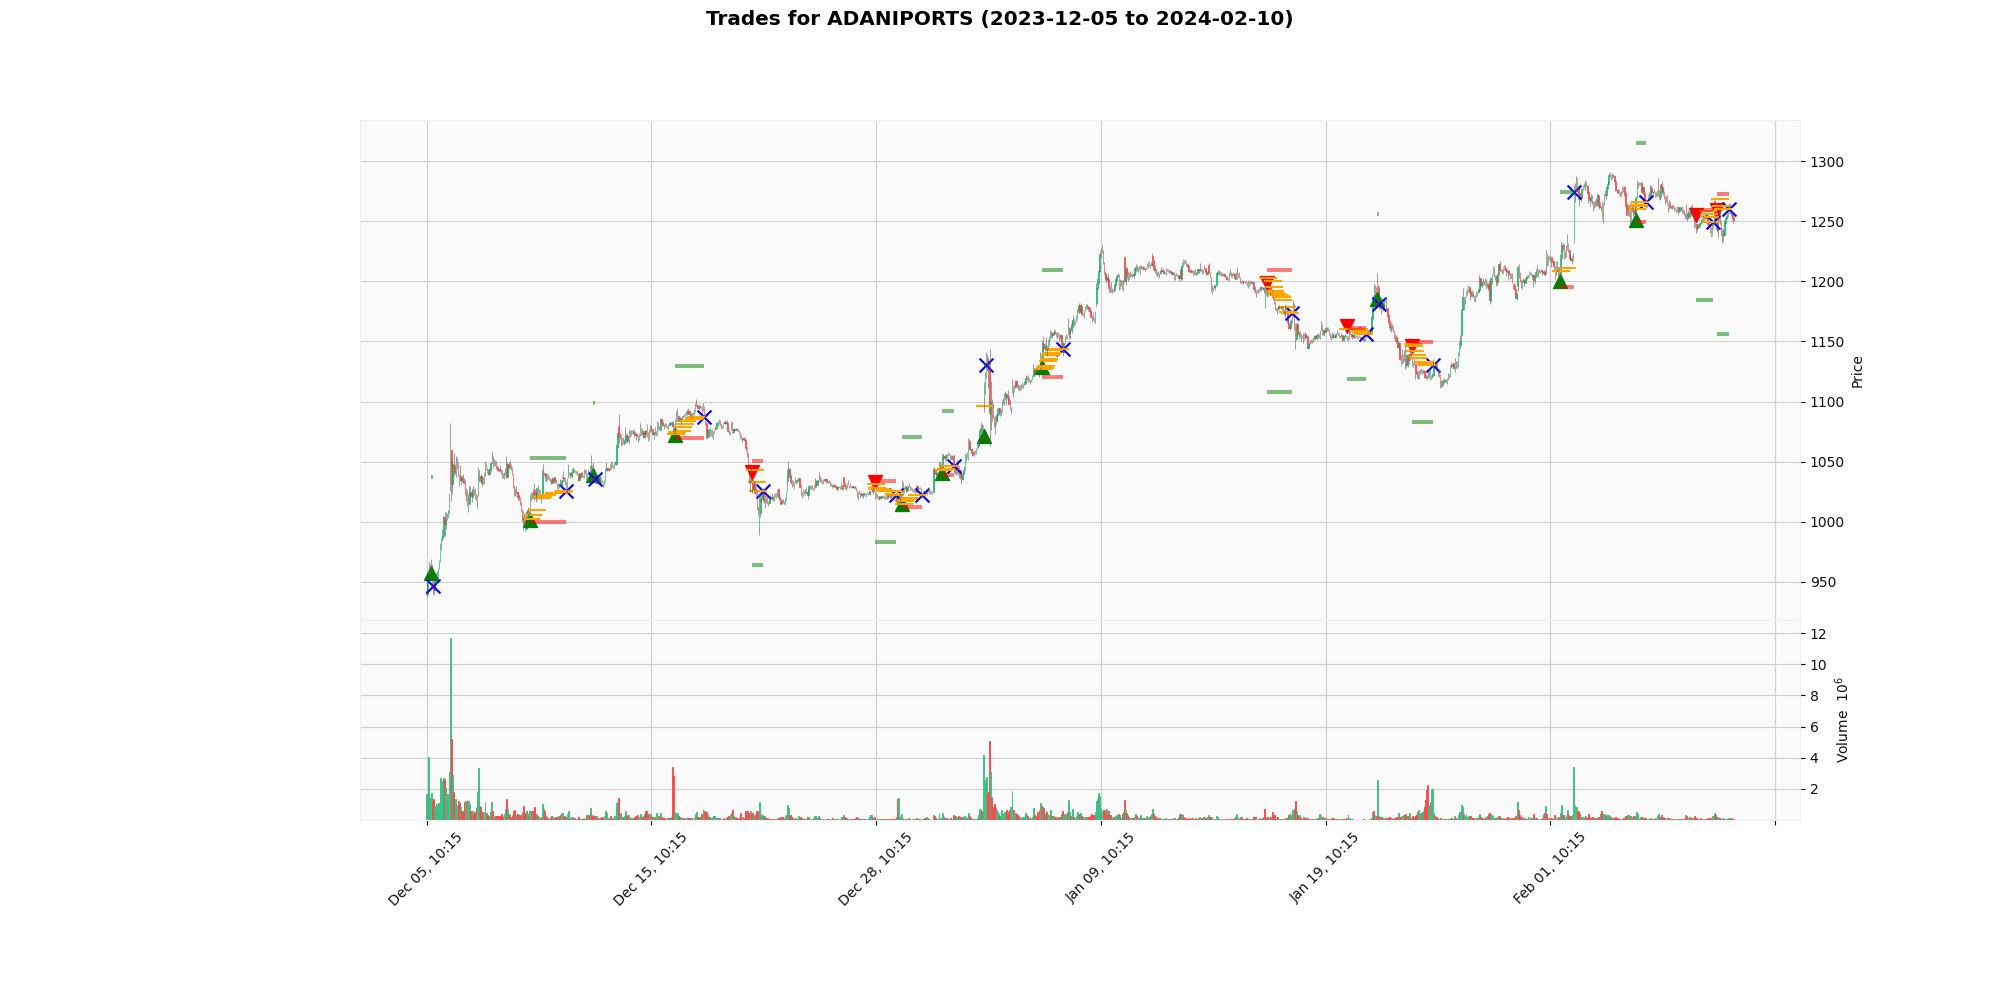 Trades for ADANIPORTS (2023-12-05 to 2024-02-10)
1300
1250
1200
1150
1100
1050
1000
950
Price
12
10
8
6
4
2
Volume 10⁶
Dec 05, 10:15
Dec 15, 10:15
Dec 28, 10:15
Jan 09, 10:15
Jan 19, 10:15
Feb 01, 10:15